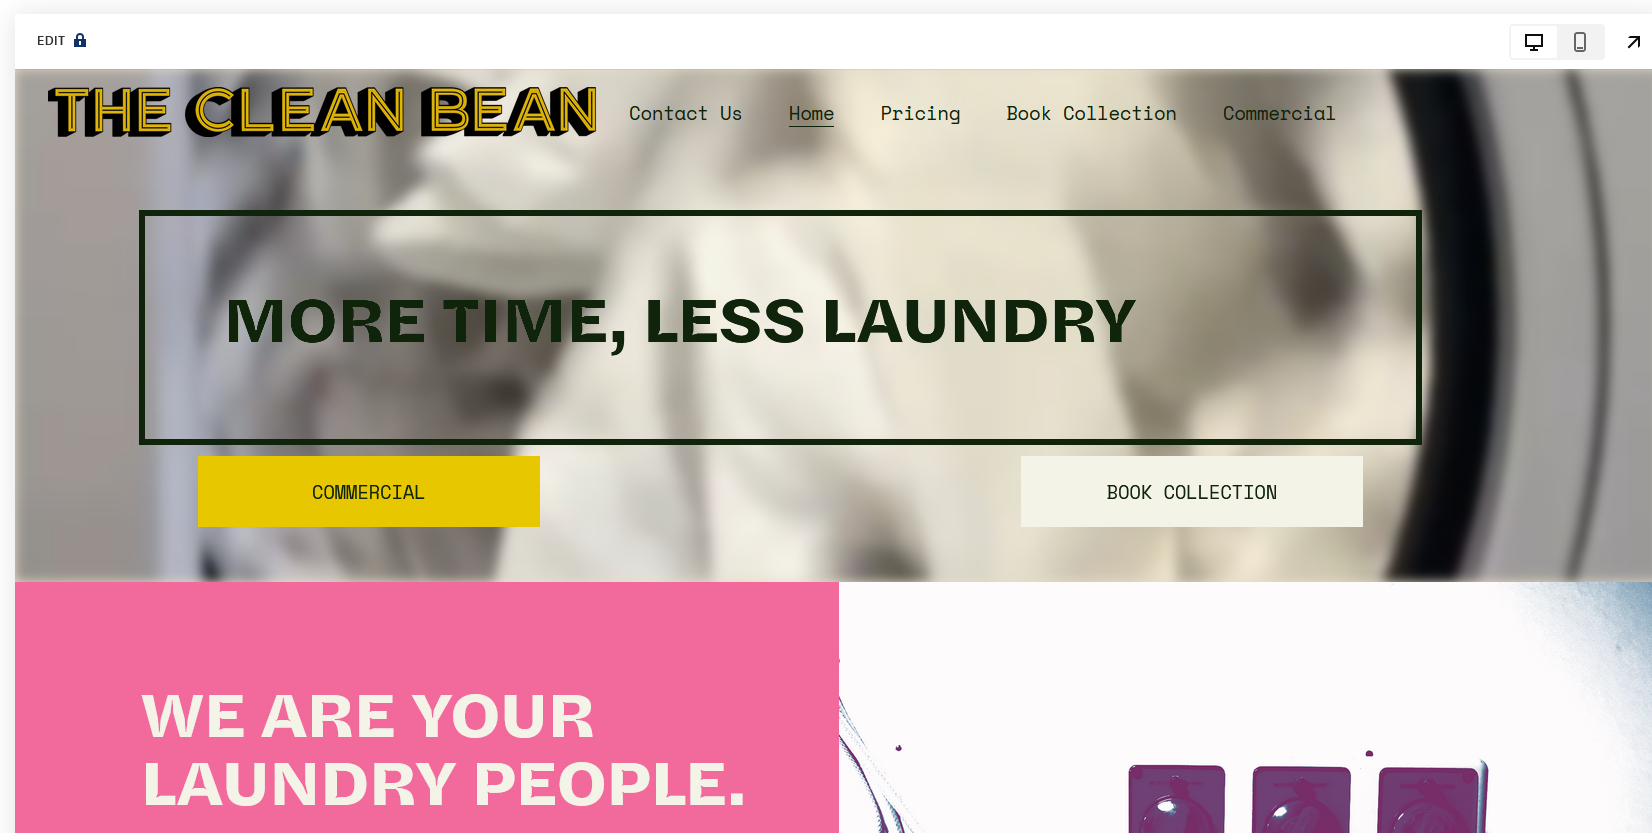 EDIT
THE CLEAN BEAN
Contact Us
Home
Pricing
Book Collection
Commercial
MORE TIME, LESS LAUNDRY
COMMERCIAL
BOOK COLLECTION
WE ARE YOUR
LAUNDRY PEOPLE.